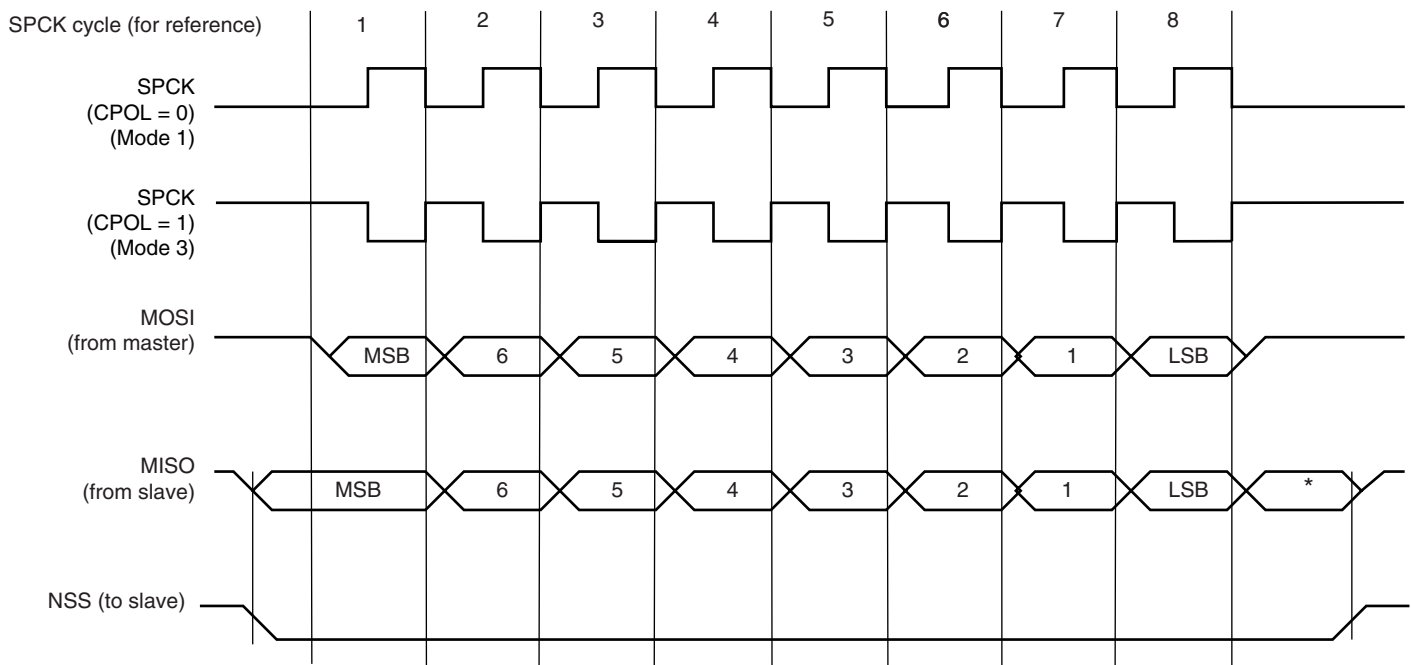 SPCK cycle (for reference)
1 2 3 4 5 6 7 8
SPCK
(CPOL = 0)
(Mode 1)
SPCK
(CPOL = 1)
(Mode 3)
MOSI
(from master)
MSB 6 5 4 3 2 1 LSB
MISO
(from slave)
MSB 6 5 4 3 2 1 LSB *
NSS (to slave)